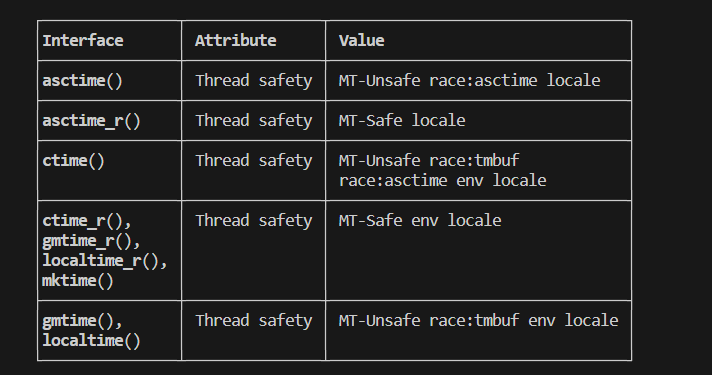 Interface Attribute Value
asctime() Thread safety MT-Unsafe race:asctime locale
asctime_r() Thread safety MT-Safe locale
ctime() Thread safety MT-Unsafe race:tmbuf
race:asctime env locale
ctime_r(), Thread safety MT-Safe env locale
gmtime_r(),
localtime_r(),
mktime()
gmtime(), Thread safety MT-Unsafe race:tmbuf env locale
localtime()